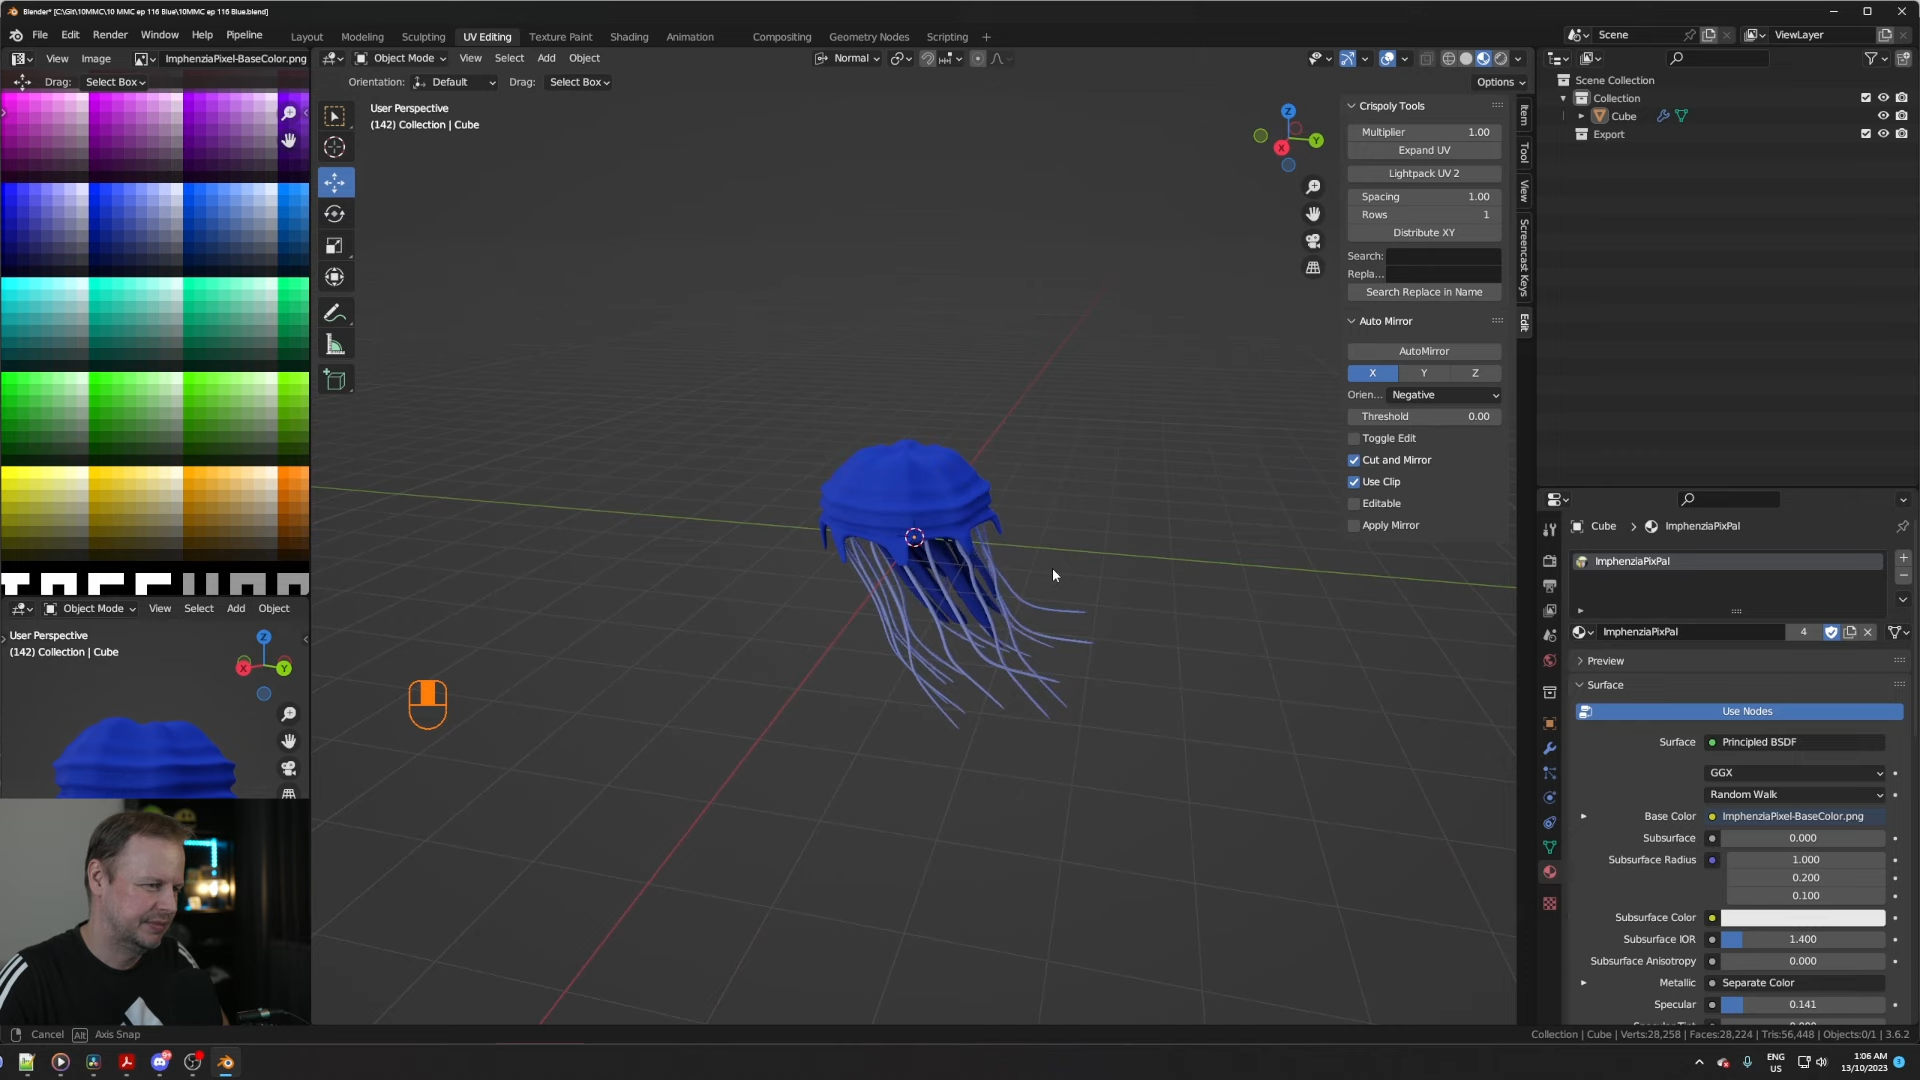 Blender* [C:\Git\10MMC\10 MMC ep 116 Blue\10MMC ep 116 Blue.blend]
File Edit Render Window Help Pipeline
Layout Modeling Sculpting UV Editing Texture Paint Shading Animation Compositing Geometry Nodes Scripting +
Scene
ViewLayer
View Image ImphenziaPixel-BaseColor.png
Object Mode View Select Add Object
Normal
Drag: Select Box
Orientation: Default Drag: Select Box
Options
User Perspective
(142) Collection | Cube
Z
Y
X
Crispoly Tools
Multiplier 1.00
Expand UV
Lightpack UV 2
Spacing 1.00
Rows 1
Distribute XY
Search:
Repla...
Search Replace in Name
Auto Mirror
AutoMirror
X Y Z
Orien... Negative
Threshold 0.00
Toggle Edit
Cut and Mirror
Use Clip
Editable
Apply Mirror
Item
Tool
View
Screencast Keys
Edit
Scene Collection
Collection
Cube
Export
Cube > ImphenziaPixPal
ImphenziaPixPal
ImphenziaPixPal 4
Preview
Surface
Use Nodes
Surface Principled BSDF
GGX
Random Walk
Base Color ImphenziaPixel-BaseColor.png
Subsurface 0.000
Subsurface Radius 1.000
0.200
0.100
Subsurface Color
Subsurface IOR 1.400
Subsurface Anisotropy 0.000
Metallic Separate Color
Specular 0.141
Object Mode View Select Add Object
User Perspective
(142) Collection | Cube
Z
X
Y
Cancel Alt Axis Snap
Collection | Cube | Verts:28,258 | Faces:28,224 | Tris:56,448 | Objects:0/1 | 3.6.2
ENG
US
1:06 AM
13/10/2023